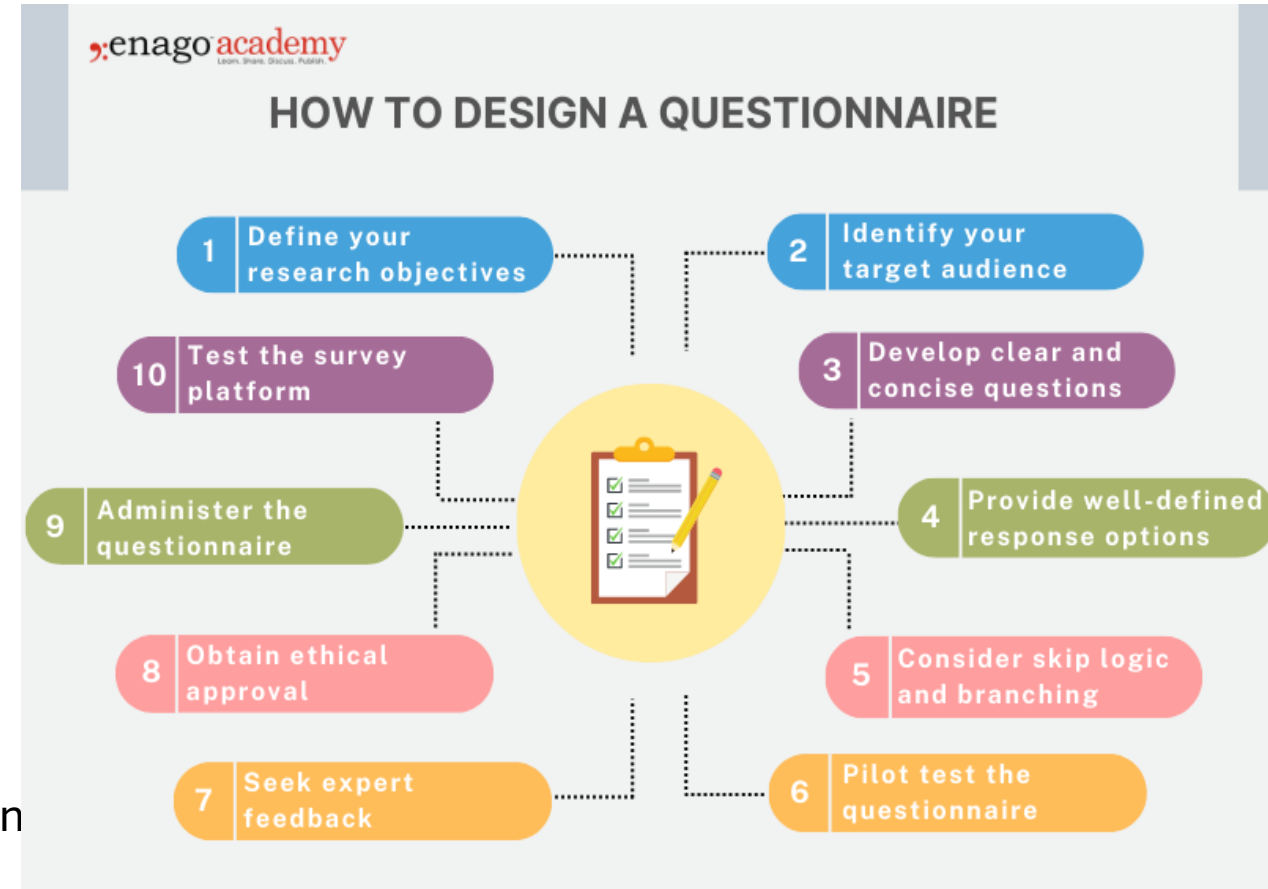 enago academy
Learn. Share. Discuss. Publish.
HOW TO DESIGN A QUESTIONNAIRE
1
Define your
research objectives
2
Identify your
target audience
3
Develop clear and
concise questions
4
Provide well-defined
response options
5
Consider skip logic
and branching
6
Pilot test the
questionnaire
7
Seek expert
feedback
8
Obtain ethical
approval
9
Administer the
questionnaire
10
Test the survey
platform
n